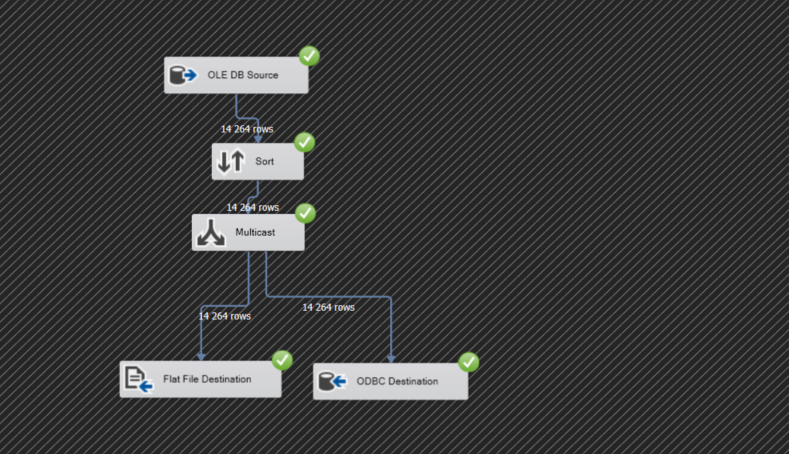 OLE DB Source
14 264 rows
Sort
14 264 rows
Multicast
14 264 rows
14 264 rows
Flat File Destination
ODBC Destination